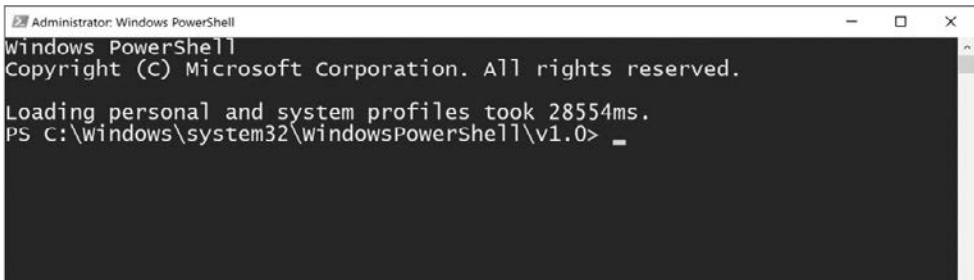 Administrator: Windows PowerShell
Windows PowerShell
Copyright (C) Microsoft Corporation. All rights reserved.
Loading personal and system profiles took 28554ms.
PS C:\Windows\system32\WindowsPowerShell\v1.0>